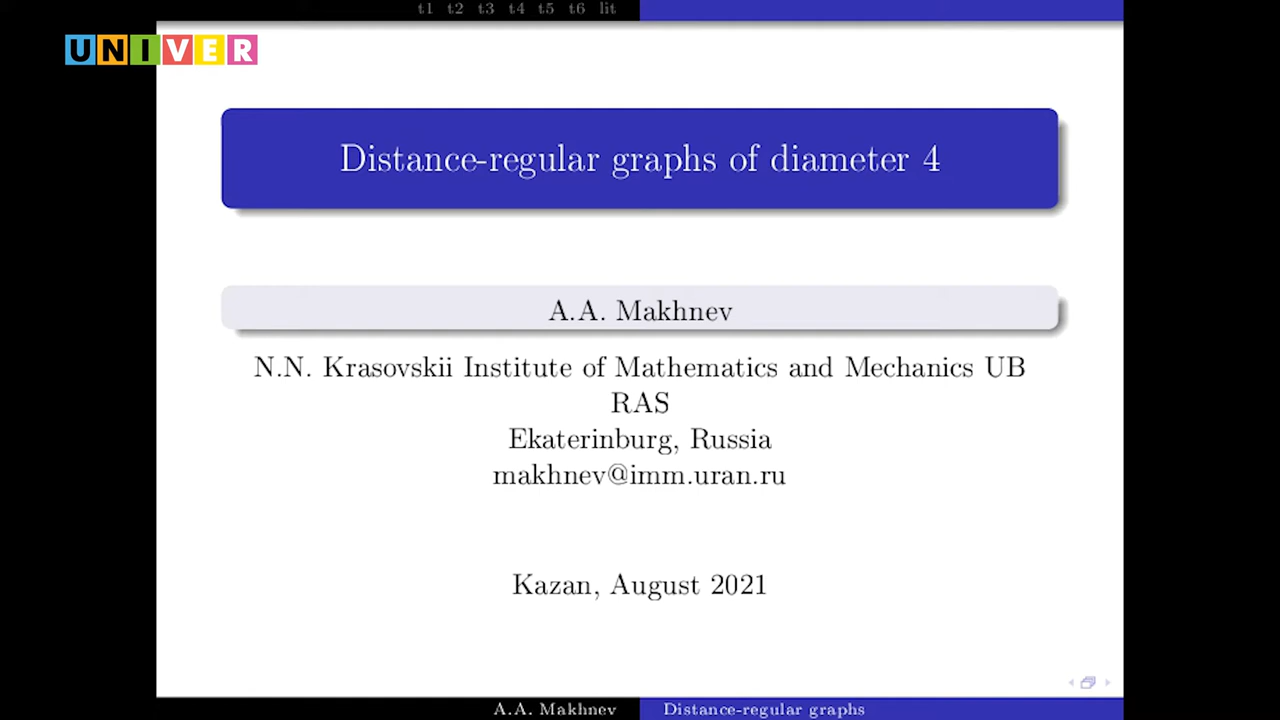 t1 t2 t3 t4 t5 t6 lit
UNIVER
Distance-regular graphs of diameter 4
A.A. Makhnev
N.N. Krasovskii Institute of Mathematics and Mechanics UB
RAS
Ekaterinburg, Russia
makhnev@imm.uran.ru
Kazan, August 2021
A.A. Makhnev Distance-regular graphs